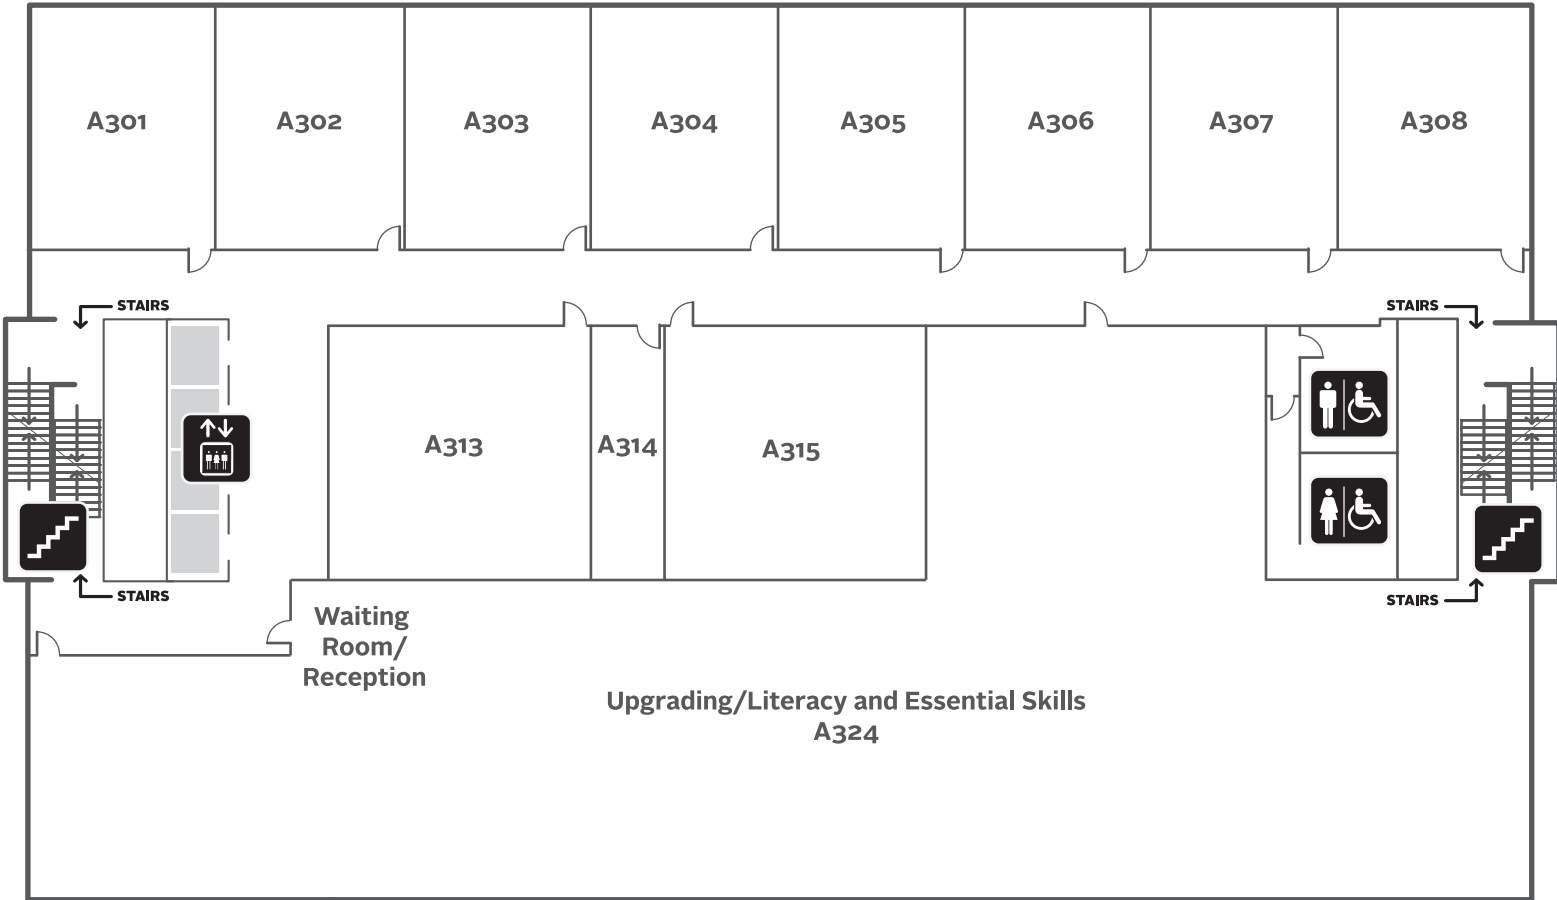 A301
A302
A303
A304
A305
A306
A307
A308
STAIRS
STAIRS
A313
A314
A315
STAIRS
STAIRS
Waiting
Room/
Reception
Upgrading/Literacy and Essential Skills
A324